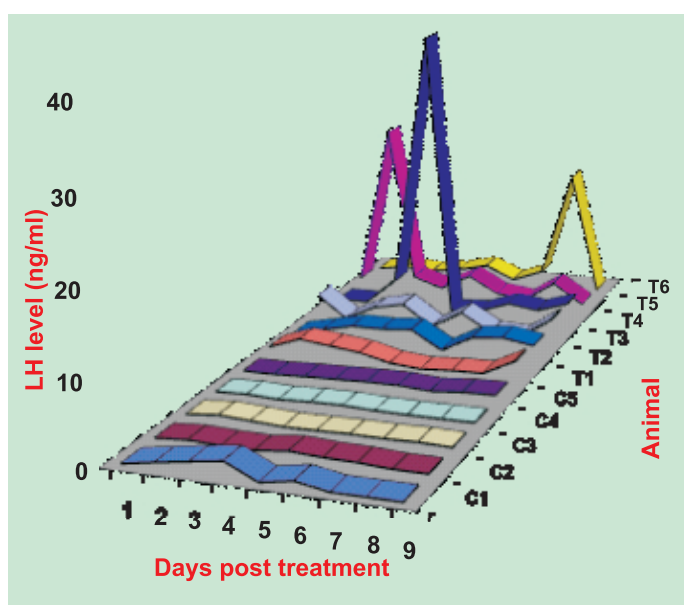 40
30
20
10
0
LH level (ng/ml)
1 2 3 4 5 6 7 8 9
Days post treatment
r
C1
C2
C3
C4
C5
T1
T2
T3
T4
T5
T6
Animal